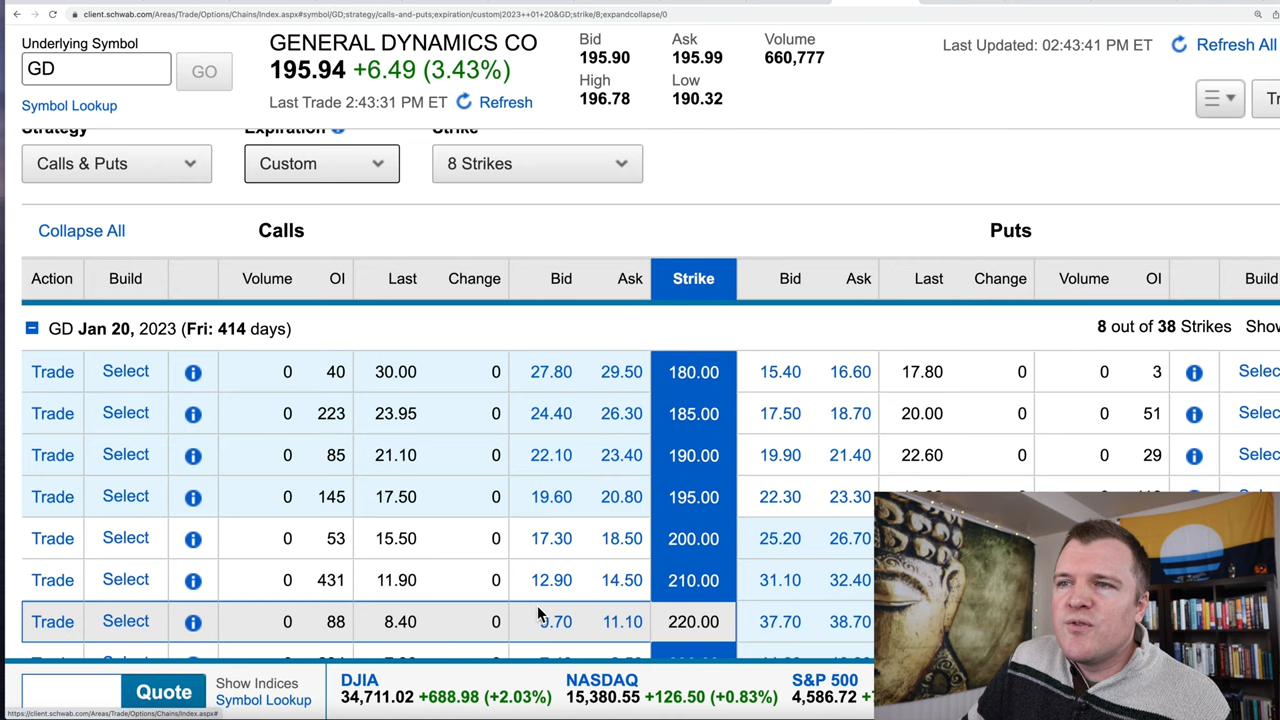 client.schwab.com/Areas/Trade/Options/Chains/Index.aspx#symbol/GD;strategy/calls-and-puts;expiration/custom|2023++01+20&GD;strike/8;expandcollapse/0
Underlying Symbol
GD
GO
Symbol Lookup
GENERAL DYNAMICS CO
195.94 +6.49 (3.43%)
Last Trade 2:43:31 PM ET Refresh
Bid
195.90
High
196.78
Ask
195.99
Low
190.32
Volume
660,777
Last Updated: 02:43:41 PM ET Refresh All
Strategy Expiration Strike
Calls & Puts Custom 8 Strikes
Collapse All Calls Puts
Action Build Volume OI Last Change Bid Ask Strike Bid Ask Last Change Volume OI Build
GD Jan 20, 2023 (Fri: 414 days) 8 out of 38 Strikes
Trade Select 0 40 30.00 0 27.80 29.50 180.00 15.40 16.60 17.80 0 0 3
Trade Select 0 223 23.95 0 24.40 26.30 185.00 17.50 18.70 20.00 0 0 51
Trade Select 0 85 21.10 0 22.10 23.40 190.00 19.90 21.40 22.60 0 0 29
Trade Select 0 145 17.50 0 19.60 20.80 195.00 22.30 23.30
Trade Select 0 53 15.50 0 17.30 18.50 200.00 25.20 26.70
Trade Select 0 431 11.90 0 12.90 14.50 210.00 31.10 32.40
Trade Select 0 88 8.40 0 .70 11.10 220.00 37.70 38.70
Quote
Show Indices
Symbol Lookup
DJIA
34,711.02 +688.98 (+2.03%)
NASDAQ
15,380.55 +126.50 (+0.83%)
S&P 500
4,586.72
https://client.schwab.com/Areas/Trade/Options/Chains/Index.aspx#